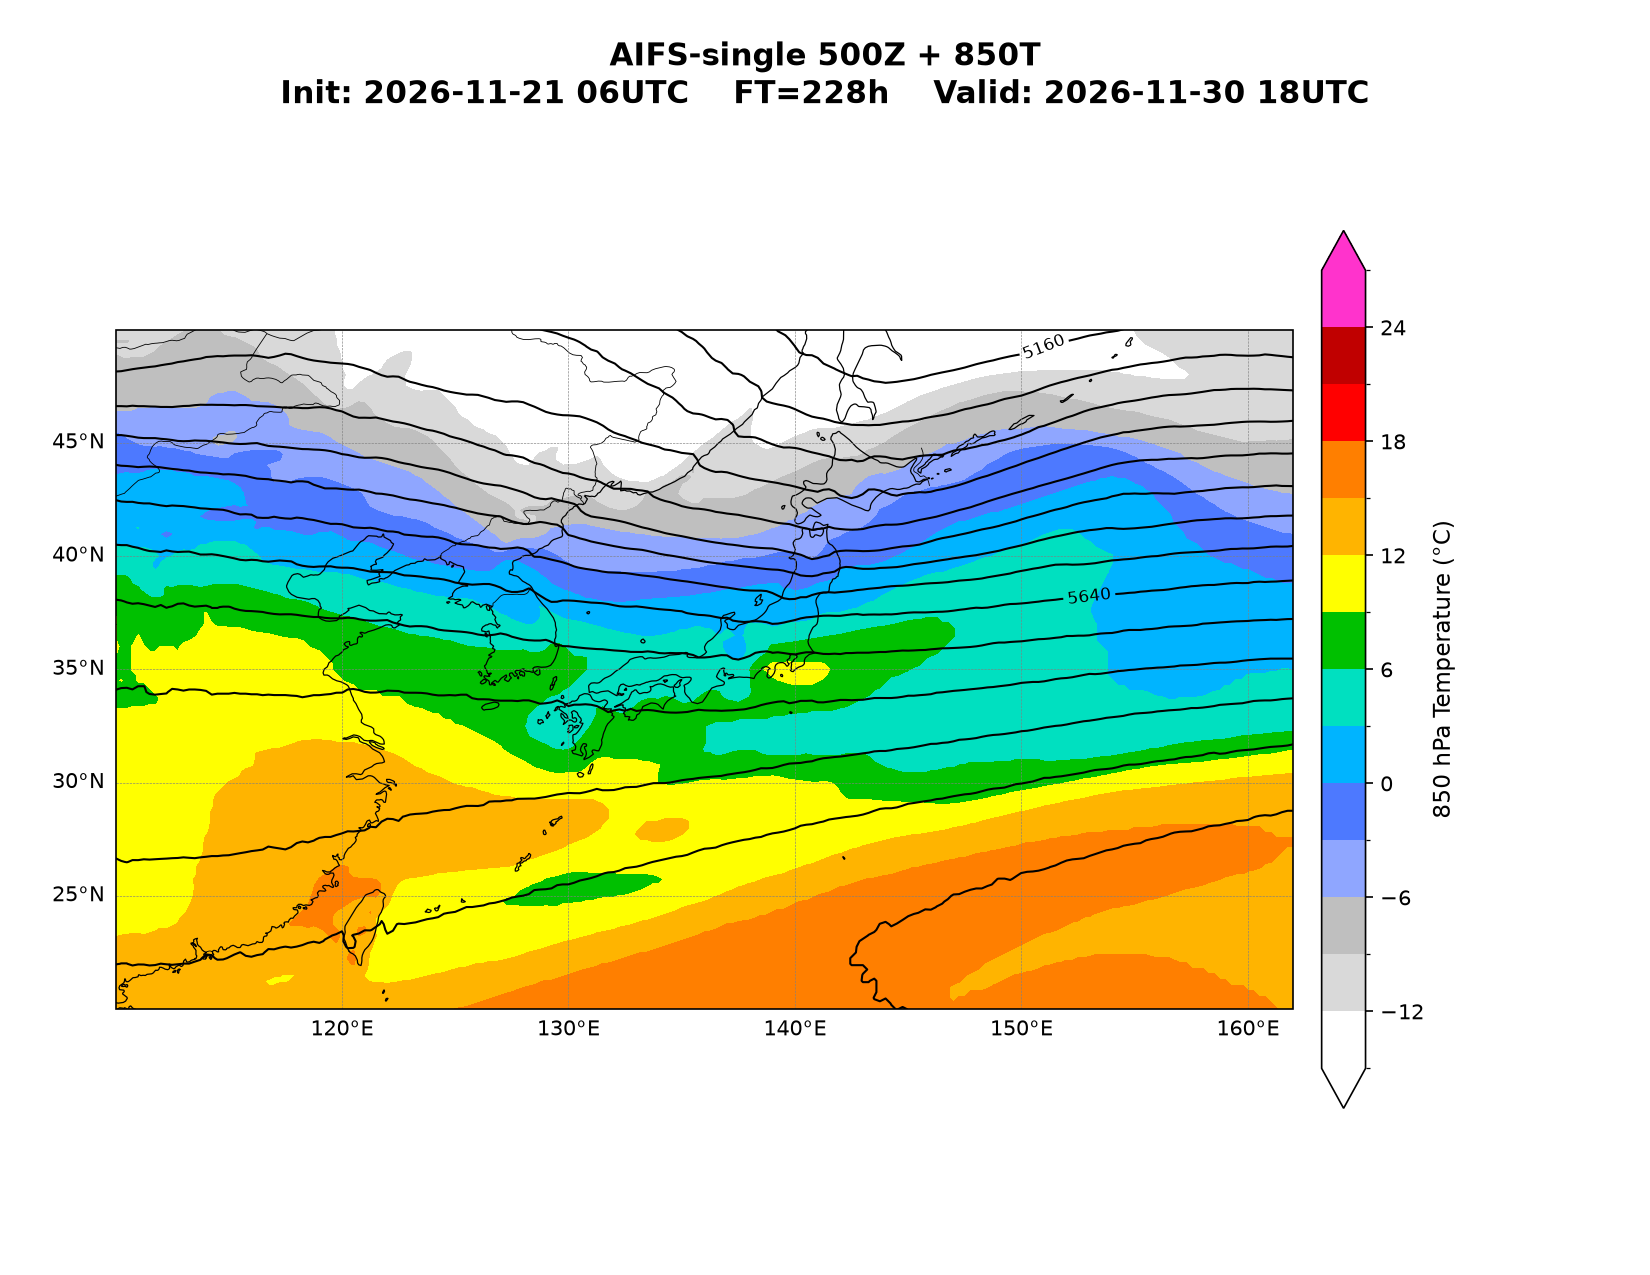 AIFS-single 500Z + 850T
Init: 2026-11-21 06UTC    FT=228h    Valid: 2026-11-30 18UTC
5160
5640
45°N
40°N
35°N
30°N
25°N
120°E
130°E
140°E
150°E
160°E
24
18
12
6
0
−6
−12
850 hPa Temperature (°C)